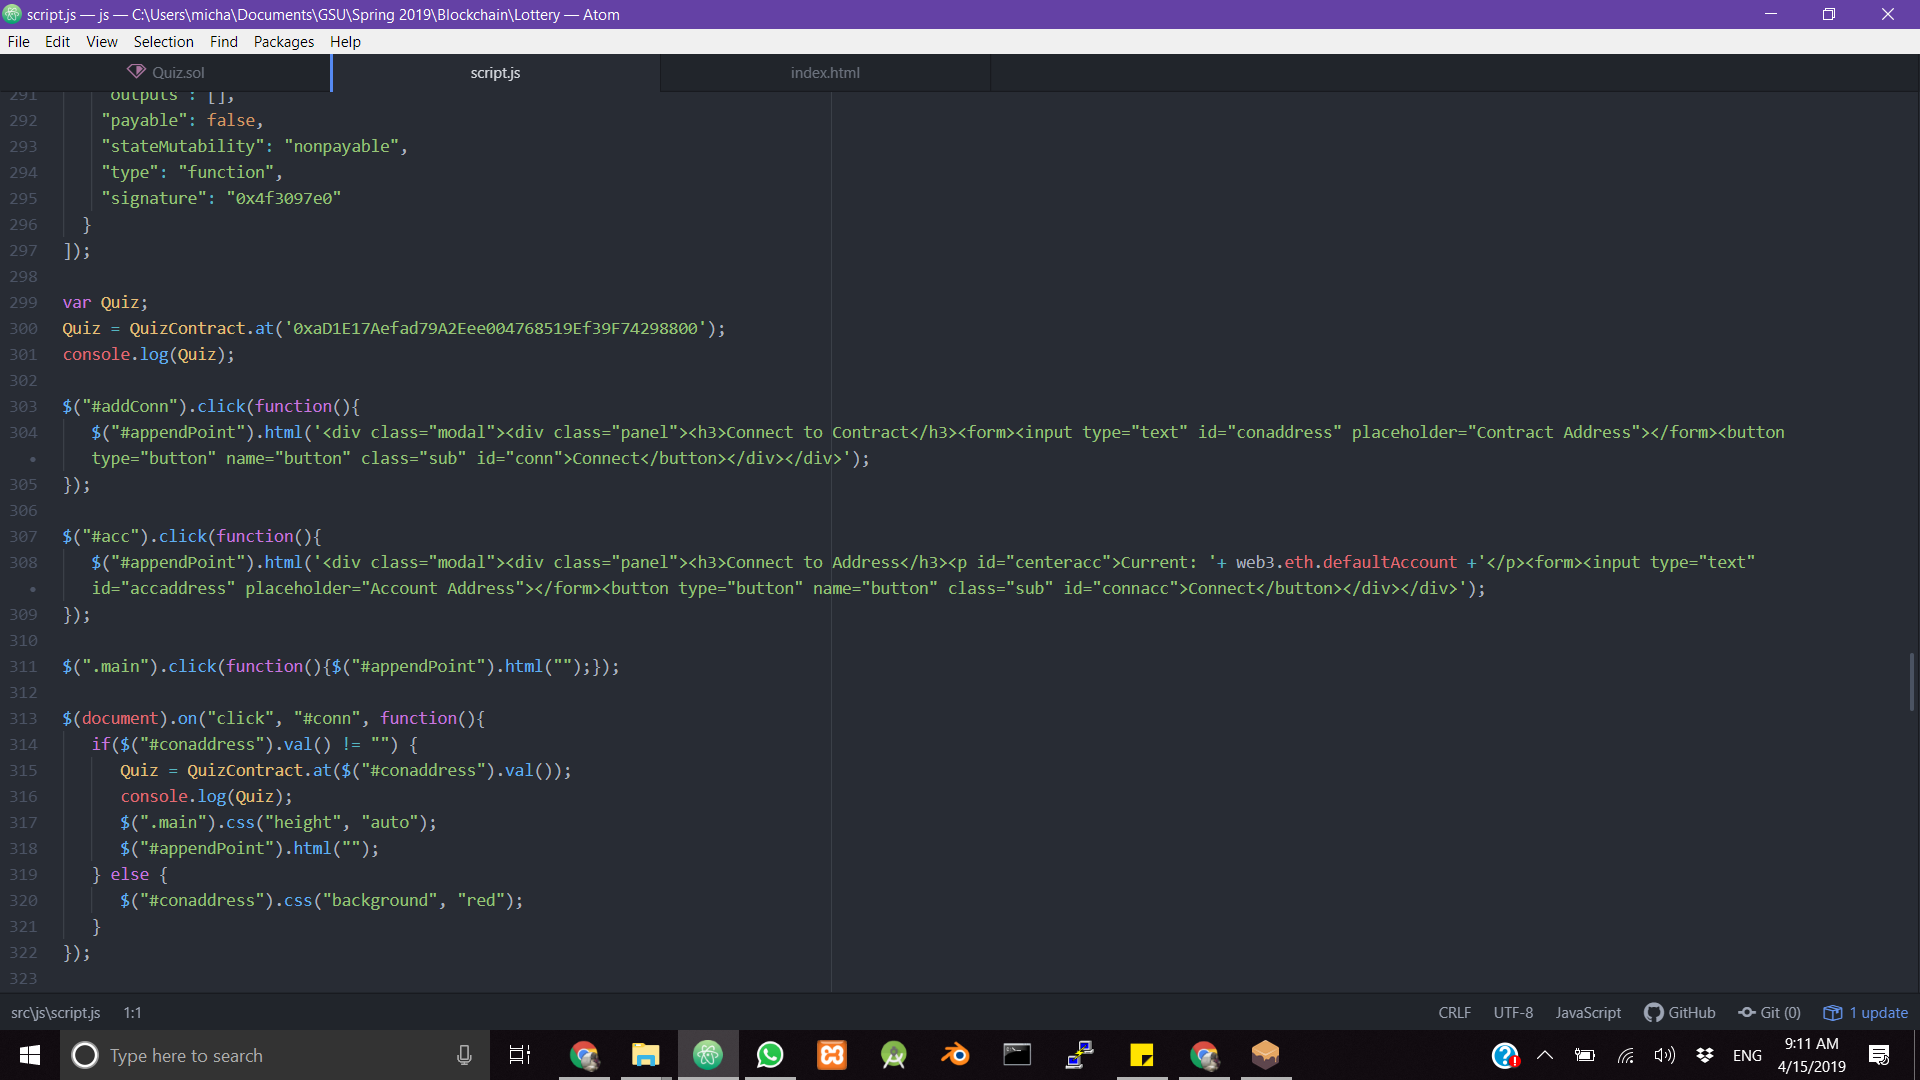 script.js — js — C:\Users\micha\Documents\GSU\Spring 2019\Blockchain\Lottery — Atom
File Edit View Selection Find Packages Help
Quiz.sol script.js index.html
291 "outputs": [],
292 "payable": false,
293 "stateMutability": "nonpayable",
294 "type": "function",
295 "signature": "0x4f3097e0"
296 }
297 ]);
298
299 var Quiz;
300 Quiz = QuizContract.at('0xaD1E17Aefad79A2Eee004768519Ef39F74298800');
301 console.log(Quiz);
302
303 $("#addConn").click(function(){
304 $("#appendPoint").html('<div class="modal"><div class="panel"><h3>Connect to Contract</h3><form><input type="text" id="conaddress" placeholder="Contract Address"></form><button
• type="button" name="button" class="sub" id="conn">Connect</button></div></div>');
305 });
306
307 $("#acc").click(function(){
308 $("#appendPoint").html('<div class="modal"><div class="panel"><h3>Connect to Address</h3><p id="centeracc">Current: '+ web3.eth.defaultAccount +'</p><form><input type="text"
• id="accaddress" placeholder="Account Address"></form><button type="button" name="button" class="sub" id="connacc">Connect</button></div></div>');
309 });
310
311 $(".main").click(function(){$("#appendPoint").html("");});
312
313 $(document).on("click", "#conn", function(){
314 if($("#conaddress").val() != "") {
315 Quiz = QuizContract.at($("#conaddress").val());
316 console.log(Quiz);
317 $(".main").css("height", "auto");
318 $("#appendPoint").html("");
319 } else {
320 $("#conaddress").css("background", "red");
321 }
322 });
323
src\js\script.js 1:1 CRLF UTF-8 JavaScript GitHub Git (0) 1 update
Type here to search ENG 9:11 AM
4/15/2019